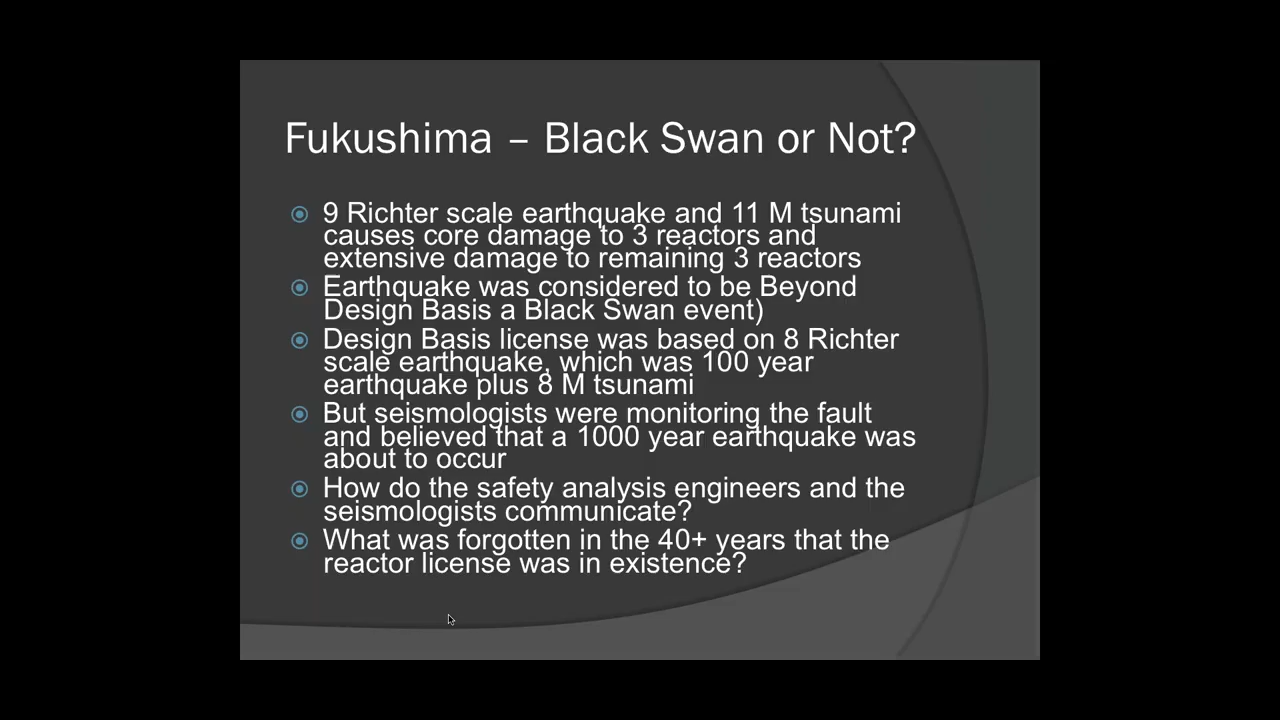 Fukushima – Black Swan or Not?
9 Richter scale earthquake and 11 M tsunami
causes core damage to 3 reactors and
extensive damage to remaining 3 reactors
Earthquake was considered to be Beyond
Design Basis a Black Swan event)
Design Basis license was based on 8 Richter
scale earthquake, which was 100 year
earthquake plus 8 M tsunami
But seismologists were monitoring the fault
and believed that a 1000 year earthquake was
about to occur
How do the safety analysis engineers and the
seismologists communicate?
What was forgotten in the 40+ years that the
reactor license was in existence?